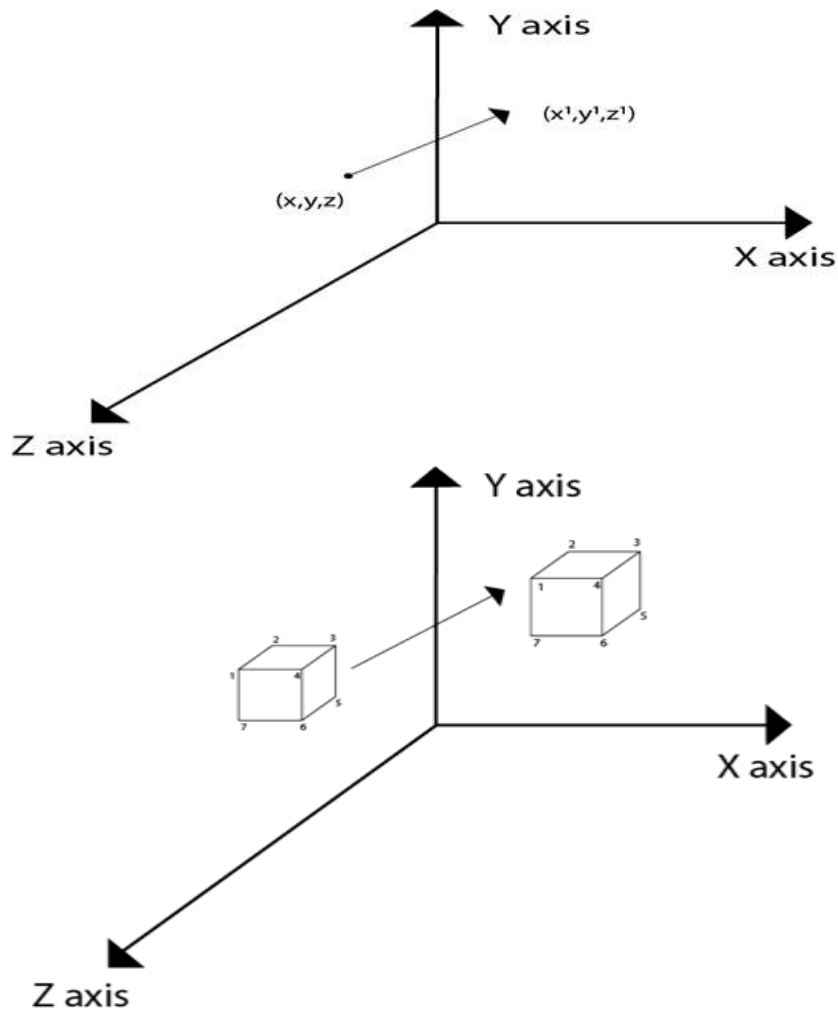 Y axis
(x¹,y¹,z¹)
(x,y,z)
X axis
Z axis
Y axis
2 3
1 4
5
7 6
2 3
1 4
5
7 6
X axis
Z axis